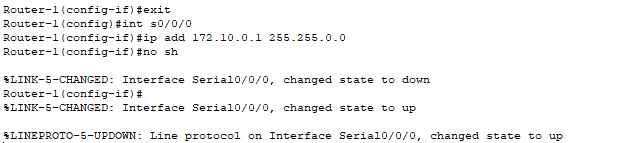 Router-1(config-if)#exit
Router-1(config)#int s0/0/0
Router-1(config-if)#ip add 172.10.0.1 255.255.0.0
Router-1(config-if)#no sh
%LINK-5-CHANGED: Interface Serial0/0/0, changed state to down
Router-1(config-if)#
%LINK-5-CHANGED: Interface Serial0/0/0, changed state to up
%LINEPROTO-5-UPDOWN: Line protocol on Interface Serial0/0/0, changed state to up